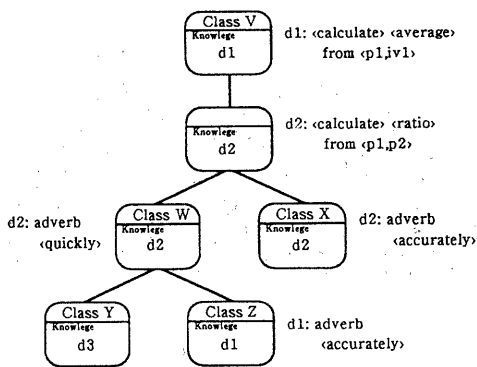 Class V
Knowlege
d1
d1: ‹calculate› ‹average›
from ‹p1,iv1›
Knowlege
d2
d2: ‹calculate› ‹ratio›
from ‹p1,p2›
d2: adverb
‹quickly›
Class W
Knowlege
d2
Class X
Knowlege
d2
d2: adverb
‹accurately›
Class Y
Knowlege
d3
Class Z
Knowlege
d1
d1: adverb
‹accurately›